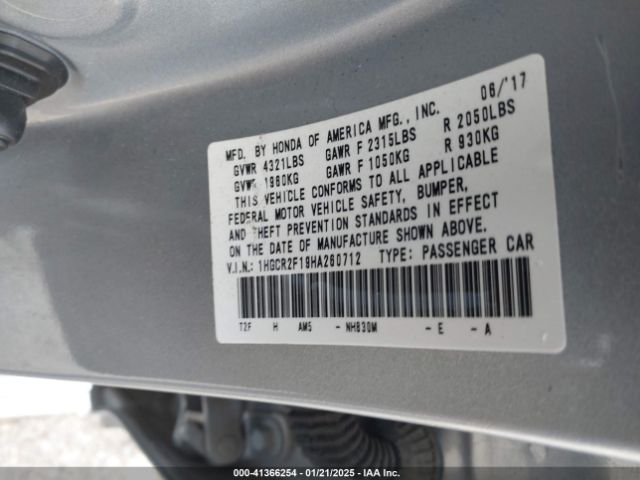 06/'17
MFD. BY HONDA OF AMERICA MFG., INC.
GVWR 4321LBS GAWR F 2315LBS R 2050LBS
GVWR 1960KG GAWR F 1050KG R 930KG
THIS VEHICLE CONFORMS TO ALL APPLICABLE
FEDERAL MOTOR VEHICLE SAFETY, BUMPER,
AND THEFT PREVENTION STANDARDS IN EFFECT
ON THE DATE OF MANUFACTURE SHOWN ABOVE.
V.I.N.: 1HGCR2F19HA260712 TYPE: PASSENGER CAR
T2F H AM5 - NH830M - E - A
000-41366254 / 01/21/2025 - IAA Inc.